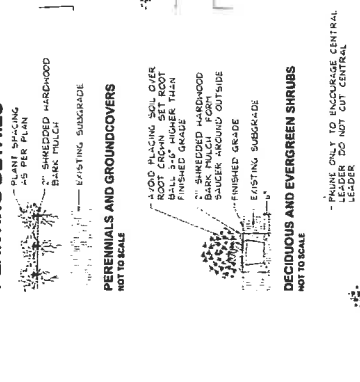 PLANT SPACING
AS PER PLAN
2" SHREDDED HARDWOOD
BARK MULCH
EXISTING SUBGRADE
PERENNIALS AND GROUNDCOVERS
NOT TO SCALE
- AVOID PLACING SOIL OVER
ROOT CROWN SET ROOT
BALL 3-6" HIGHER THAN
FINISHED GRADE
2" SHREDDED HARDWOOD
BARK MULCH FORM
SAUCER AROUND OUTSIDE
FINISHED GRADE
EXISTING SUBGRADE
6"
DECIDUOUS AND EVERGREEN SHRUBS
NOT TO SCALE
- PRUNE ONLY TO ENCOURAGE CENTRAL
LEADER DO NOT CUT CENTRAL
LEADER